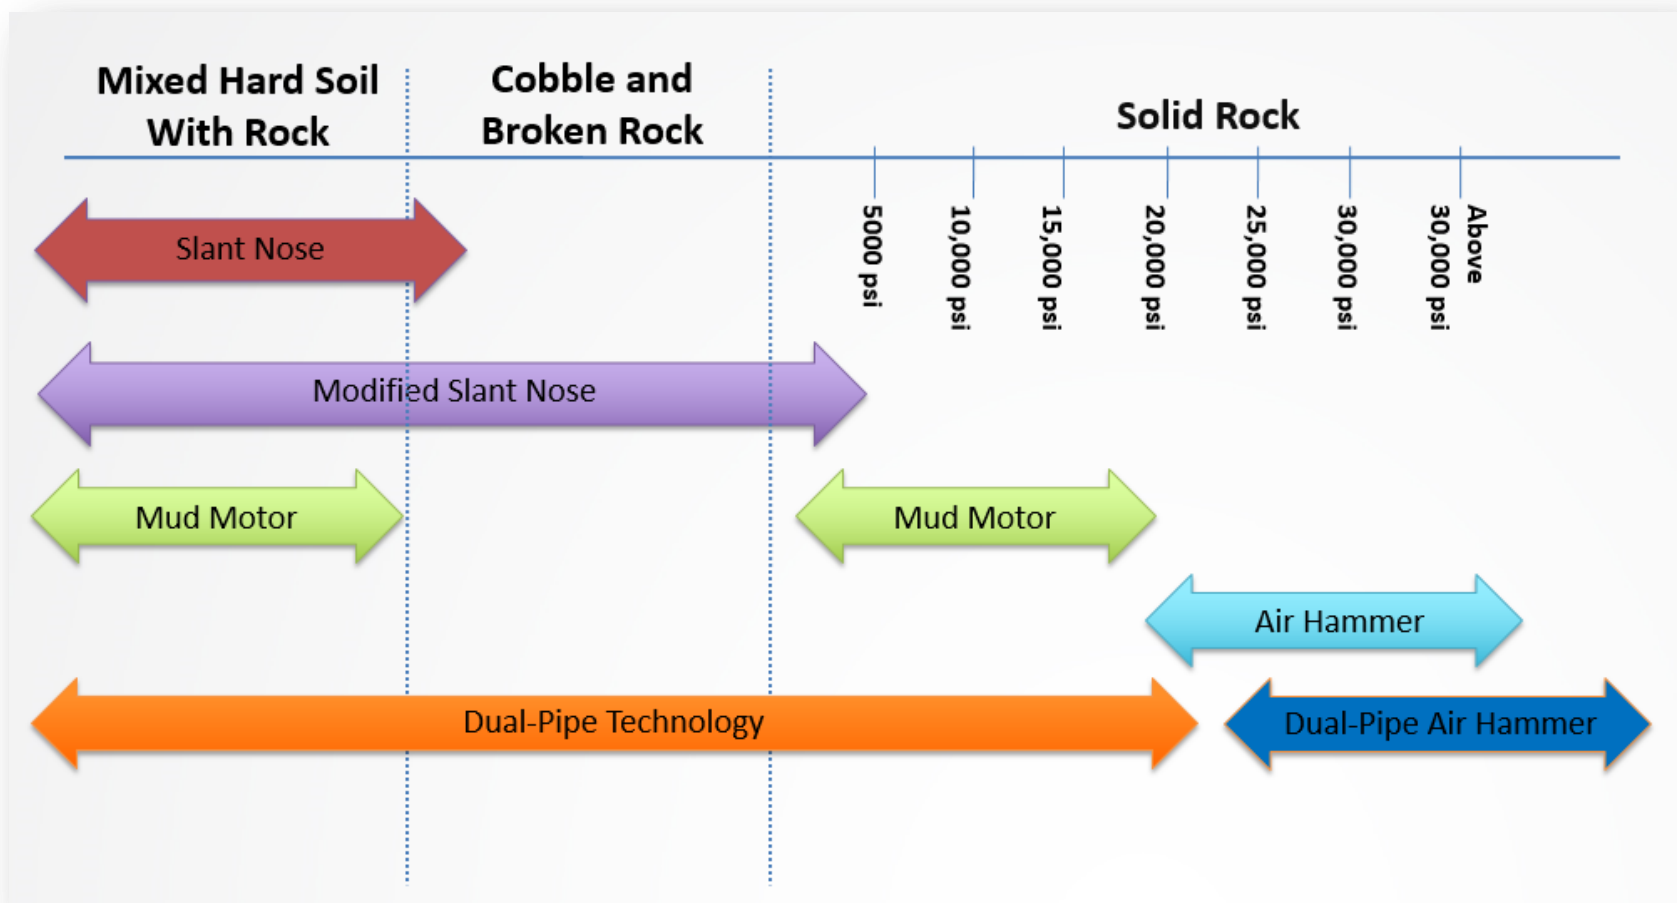 Mixed Hard Soil
With Rock
Cobble and
Broken Rock
Solid Rock
5000 psi
10,000 psi
15,000 psi
20,000 psi
25,000 psi
30,000 psi
Above
30,000 psi
Slant Nose
Modified Slant Nose
Mud Motor
Mud Motor
Air Hammer
Dual-Pipe Technology
Dual-Pipe Air Hammer